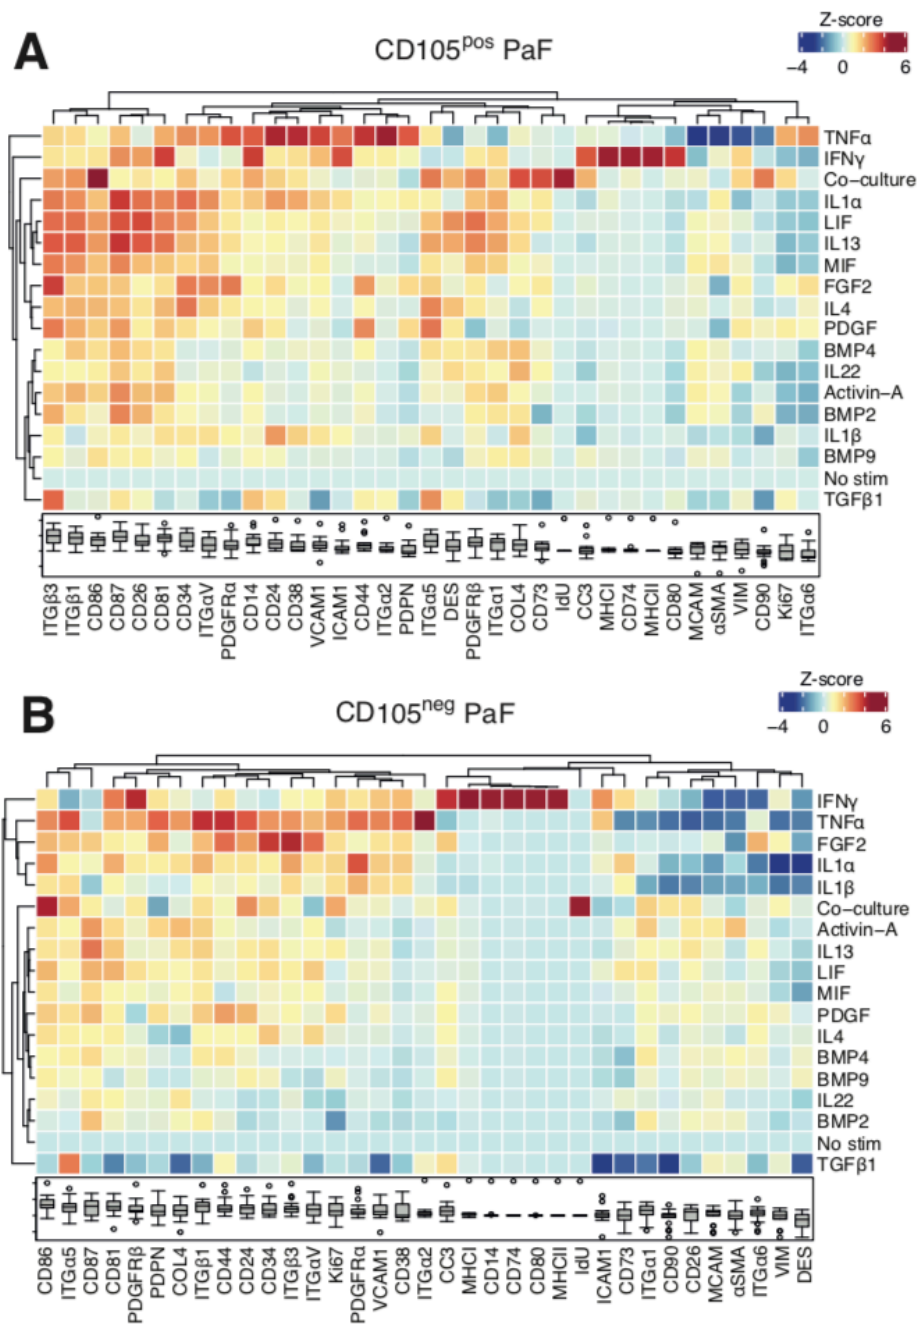 A
CD105pos PaF
Z-score
−4 0 6
TNFα
IFNγ
Co−culture
IL1α
LIF
IL13
MIF
FGF2
IL4
PDGF
BMP4
IL22
Activin−A
BMP2
IL1β
BMP9
No stim
TGFβ1
ITGβ3 ITGβ1 CD86 CD87 CD26 CD81 CD34 ITGαV PDGFRα CD14 CD24 CD38 VCAM1 ICAM1 CD44 ITGα2 PDPN ITGα5 DES PDGFRβ ITGα1 COL4 CD73 IdU CC3 MHCI CD74 MHCII CD80 MCAM αSMA VIM CD90 Ki67 ITGα6
B
CD105neg PaF
Z-score
−4 0 6
IFNγ
TNFα
FGF2
IL1α
IL1β
Co−culture
Activin−A
IL13
LIF
MIF
PDGF
IL4
BMP4
BMP9
IL22
BMP2
No stim
TGFβ1
CD86 ITGα5 CD87 CD81 PDGFRβ PDPN COL4 ITGβ1 CD44 CD24 CD34 ITGβ3 ITGαV Ki67 PDGFRα VCAM1 CD38 ITGα2 CC3 MHCI CD14 CD74 CD80 MHCII IdU ICAM1 CD73 ITGα1 CD90 CD26 MCAM αSMA ITGα6 VIM DES